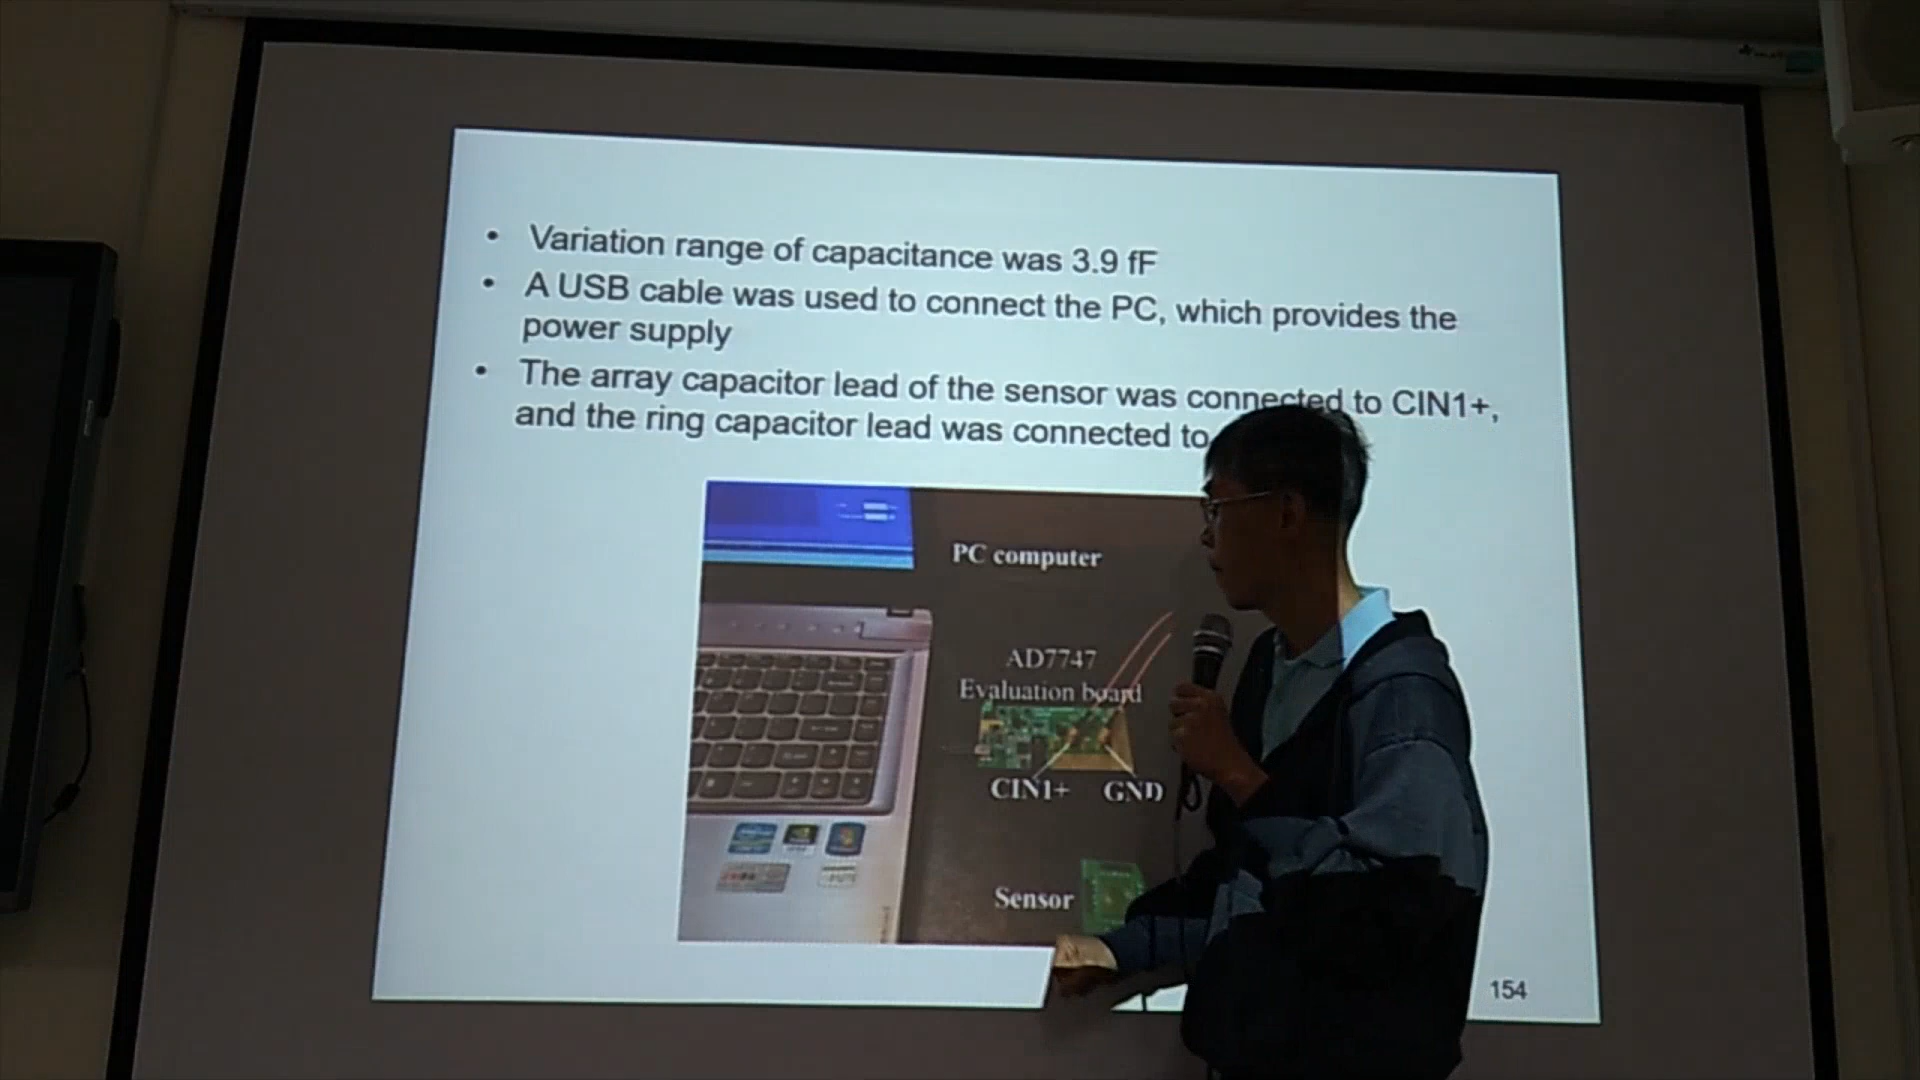 • Variation range of capacitance was 3.9 fF
• A USB cable was used to connect the PC, which provides the
power supply
• The array capacitor lead of the sensor was connected to CIN1+,
and the ring capacitor lead was connected to
PC computer
AD7747
Evaluation board
CIN1+ GND
Sensor
154